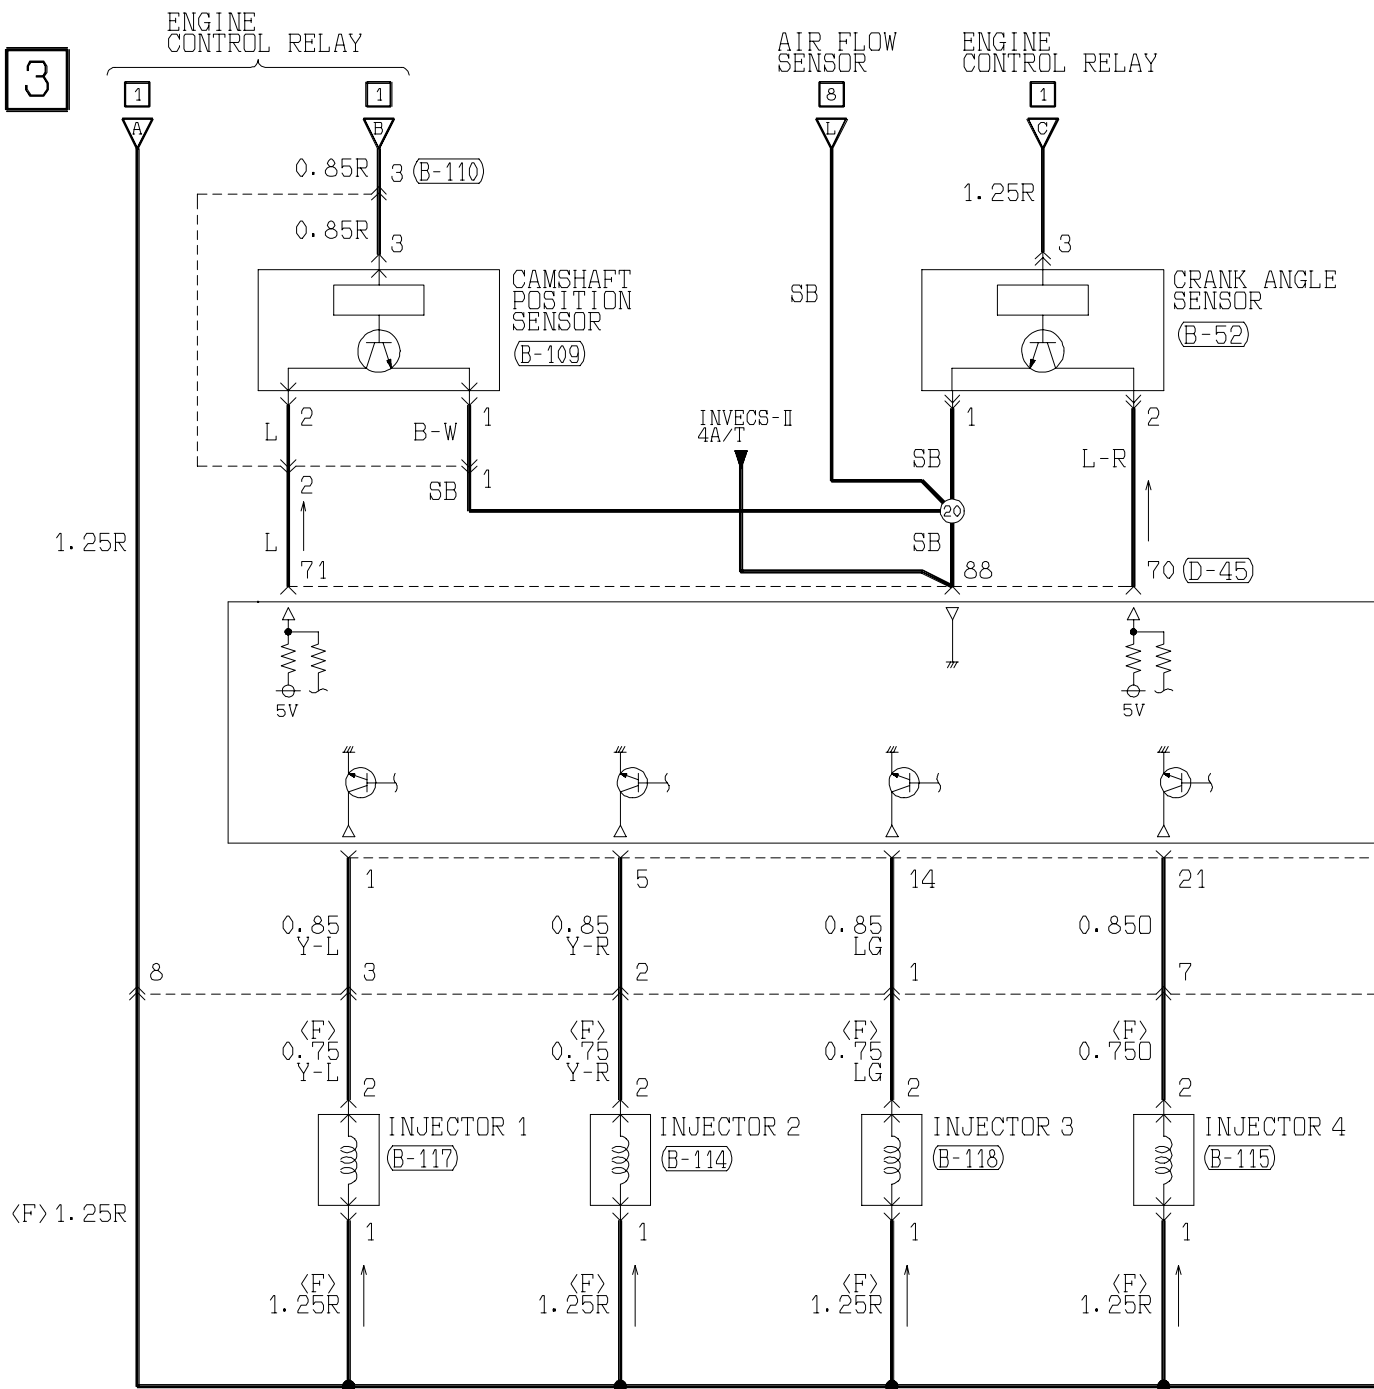 3
ENGINE
CONTROL RELAY
AIR FLOW
SENSOR
ENGINE
CONTROL RELAY
1
1
8
1
A
B
L
C
0.85R
3
(B-110)
1.25R
0.85R
3
3
CAMSHAFT
POSITION
SENSOR
(B-109)
SB
CRANK ANGLE
SENSOR
(B-52)
2
1
L
B-W
INVECS-Ⅱ
4A/T
1
2
SB
L-R
2
SB
1
20
1.25R
L
71
SB
88
70
(D-45)
5V
5V
1
5
14
21
0.85
Y-L
0.85
Y-R
0.85
LG
0.85O
8
3
2
1
7
〈F〉
0.75
Y-L
〈F〉
0.75
Y-R
〈F〉
0.75
LG
〈F〉
0.75O
2
2
2
2
INJECTOR 1
(B-117)
INJECTOR 2
(B-114)
INJECTOR 3
(B-118)
INJECTOR 4
(B-115)
〈F〉1.25R
1
1
1
1
〈F〉
1.25R
〈F〉
1.25R
〈F〉
1.25R
〈F〉
1.25R